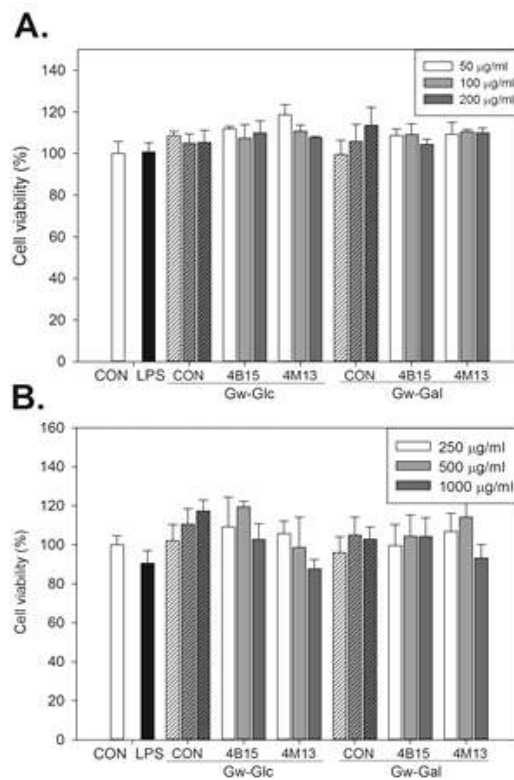 A.
140
120
100
80
60
40
20
0
Cell viability (%)
50 μg/ml
100 μg/ml
200 μg/ml
CON LPS CON 4B15 4M13 CON 4B15 4M13
Gw-Glc Gw-Gal
B.
160
140
120
100
80
60
40
20
0
Cell viability (%)
250 μg/ml
500 μg/ml
1000 μg/ml
CON LPS CON 4B15 4M13 CON 4B15 4M13
Gw-Glc Gw-Gal